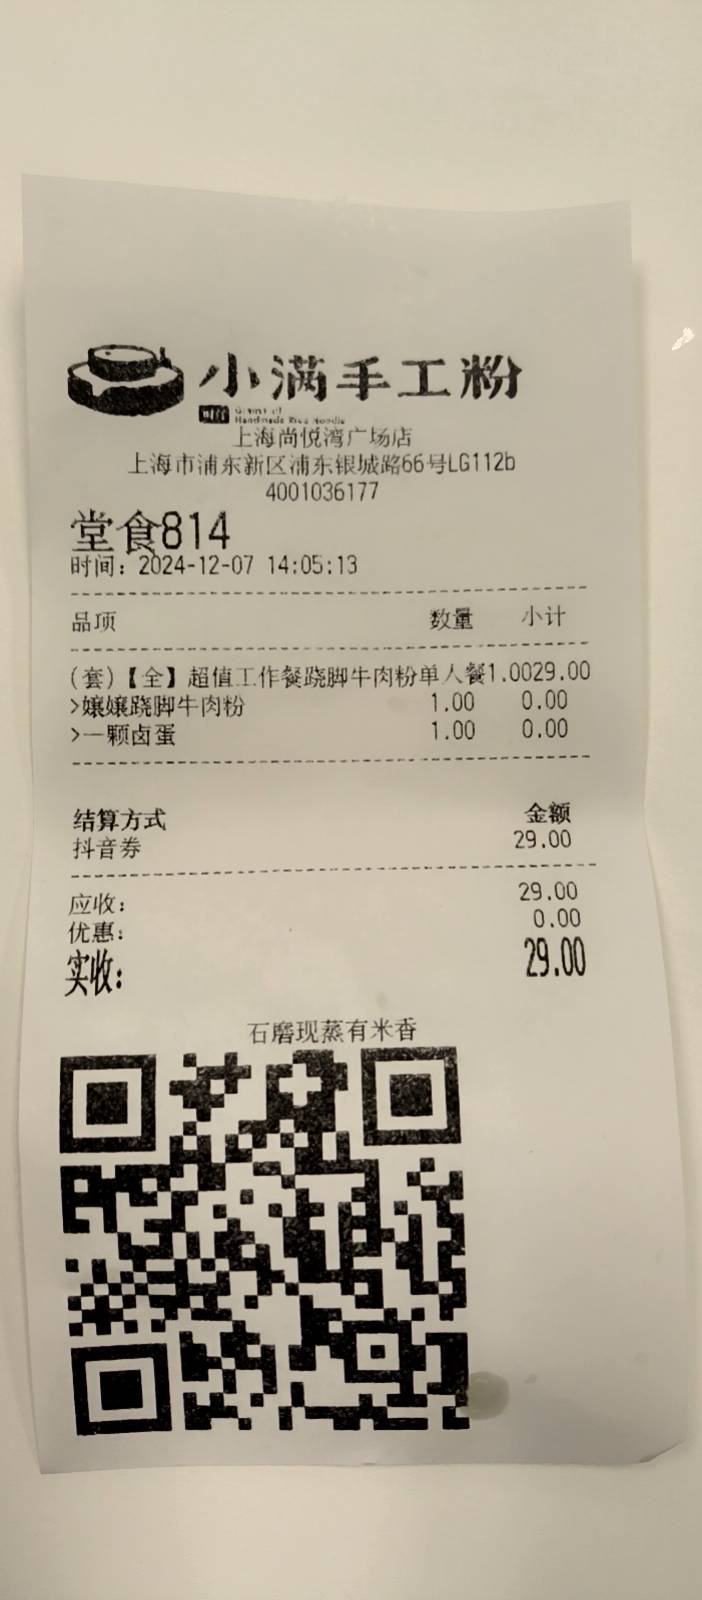 小满手工粉
Handmade Rice Noodle
上海尚悦湾广场店
上海市浦东新区浦东银城路66号LG112b
4001036177
堂食814
时间: 2024-12-07 14:05:13
品项 数量 小计
(套)【全】超值工作餐跷脚牛肉粉单人餐1.0029.00
>嬢嬢跷脚牛肉粉 1.00 0.00
>一颗卤蛋 1.00 0.00
结算方式 金额
抖音券 29.00
应收: 29.00
优惠: 0.00
实收: 29.00
石磨现蒸有米香